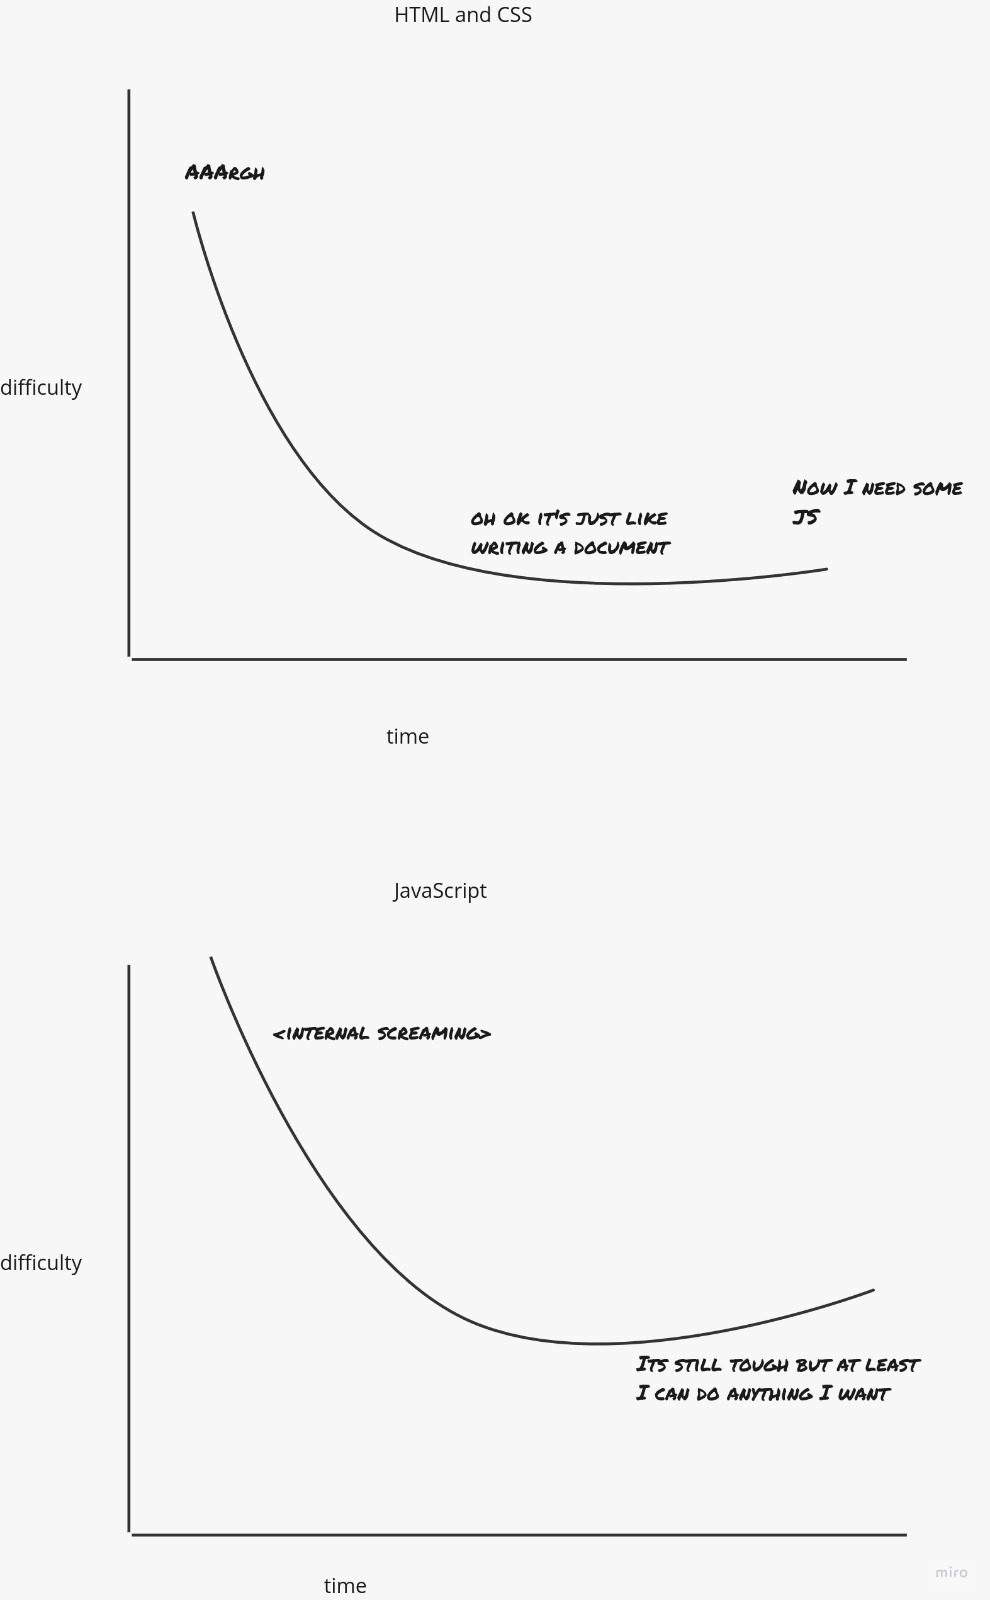 HTML and CSS
AAArgh
difficulty
Now I need some
JS
oh ok it's just like
writing a document
time
JavaScript
<internal screaming>
difficulty
Its still tough but at least
I can do anything I want
miro
time